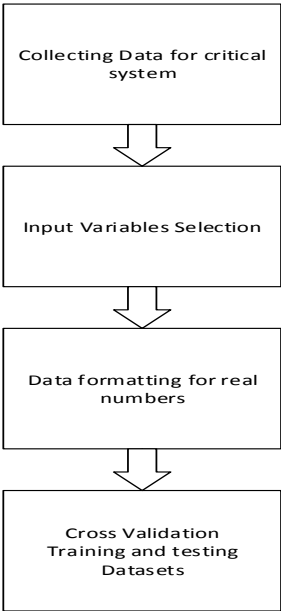 Collecting Data for critical
system
Input Variables Selection
Data formatting for real
numbers
Cross Validation
Training and testing
Datasets